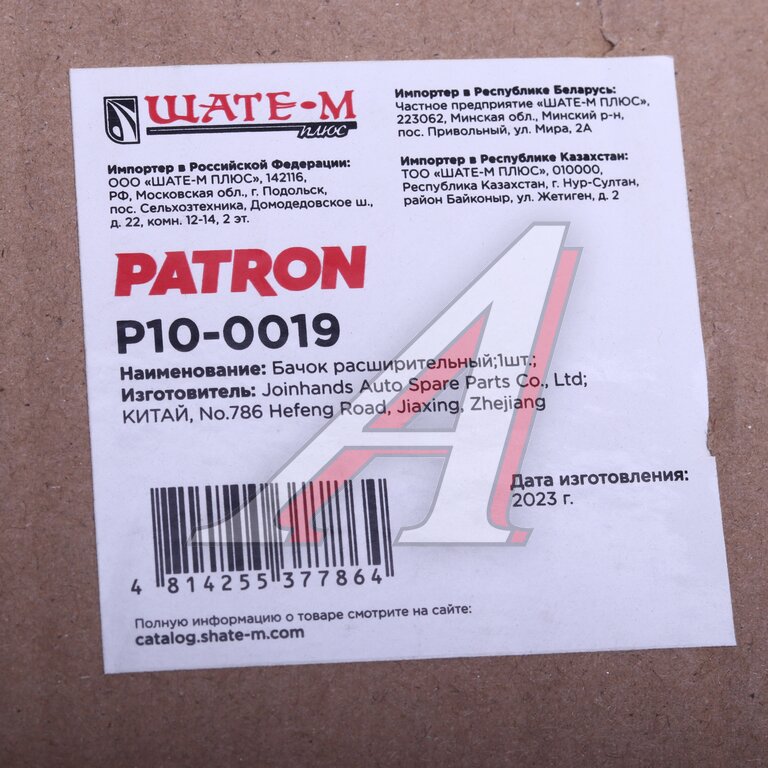 ШАТЕ-М
ПЛЮС
Импортер в Российской Федерации:
ООО «ШАТЕ-М ПЛЮС», 142116,
РФ, Московская обл., г. Подольск,
пос. Сельхозтехника, Домодедовское ш.,
д. 22, комн. 12-14, 2 эт.
Импортер в Республике Беларусь:
Частное предприятие «ШАТЕ-М ПЛЮС»,
223062, Минская обл., Минский р-н,
пос. Привольный, ул. Мира, 2А
Импортер в Республике Казахстан:
ТОО «ШАТЕ-М ПЛЮС», 010000,
Республика Казахстан, г. Нур-Султан,
район Байконыр, ул. Жетиген, д. 2
PATRON
P10-0019
Наименование: Бачок расширительный;1шт.;
Изготовитель: Joinhands Auto Spare Parts Co., Ltd;
КИТАЙ, No.786 Hefeng Road, Jiaxing, Zhejiang
Дата изготовления:
2023 г.
4 814255 377864
Полную информацию о товаре смотрите на сайте:
catalog.shate-m.com